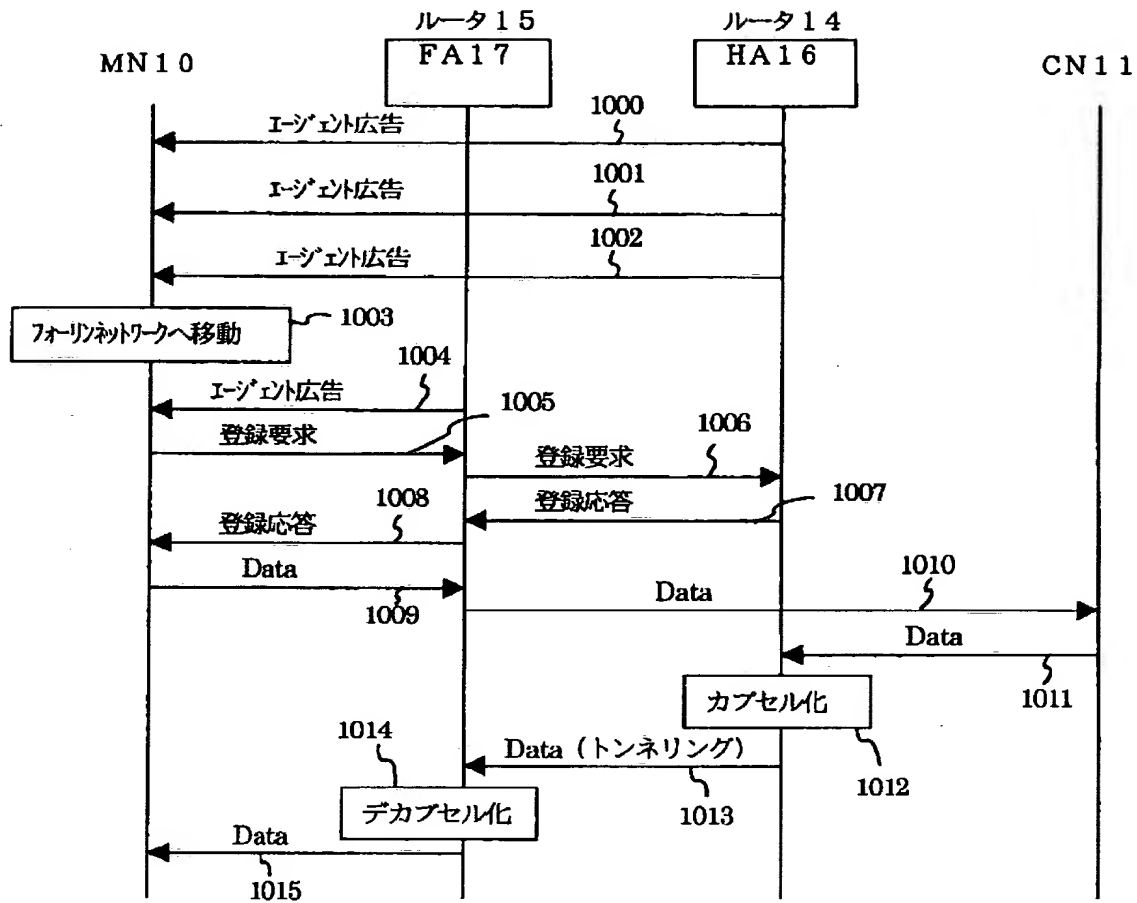 ルータ15
ルータ14
MN10
FA17
HA16
CN11
1000
エージェント広告
1001
エージェント広告
1002
エージェント広告
フォーリンネットワークへ移動
1003
1004
エージェント広告
1005
登録要求
1006
登録要求
1007
登録応答
1008
登録応答
Data
1009
1010
Data
Data
1011
カプセル化
1012
1014
Data(トンネリング)
1013
デカプセル化
Data
1015